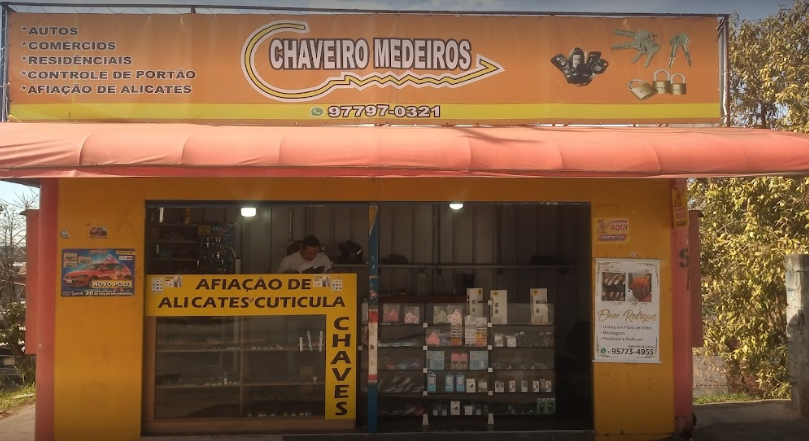 *AUTOS
*COMÉRCIOS
*RESIDÊNCIAIS
*CONTROLE DE PORTÃO
*AFIAÇÃO DE ALICATES
CHAVEIRO MEDEIROS
97797-0321
AFIAÇÃO DE
ALICATES CUTICULA
CHAVES
AQUI
95773-4955